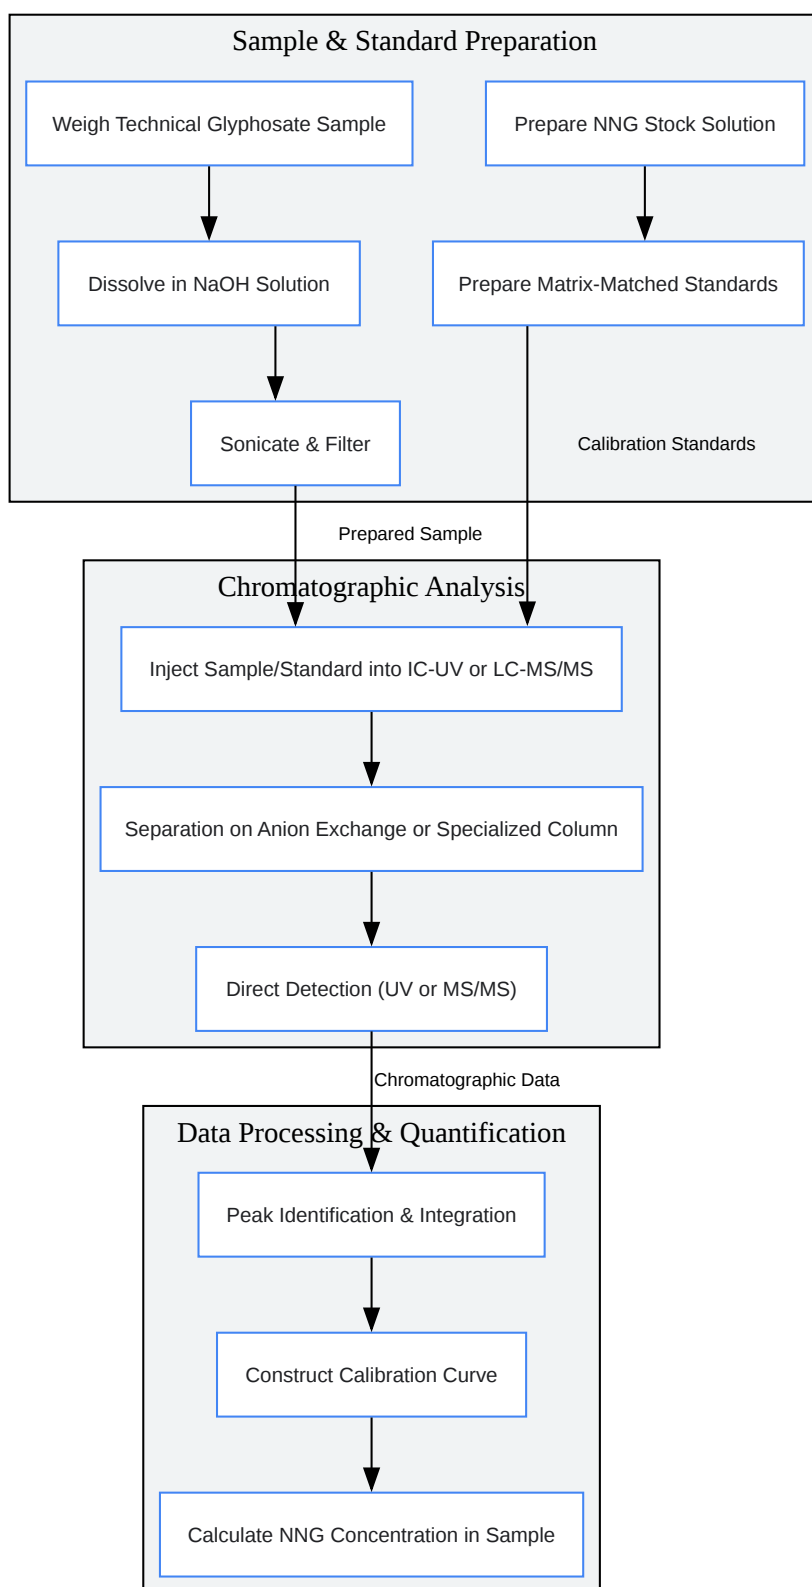 Sample & Standard Preparation
Weigh Technical Glyphosate Sample
Prepare NNG Stock Solution
Dissolve in NaOH Solution
Prepare Matrix-Matched Standards
Sonicate & Filter
Calibration Standards
Prepared Sample
Chromatographic Analysis
Inject Sample/Standard into IC-UV or LC-MS/MS
Separation on Anion Exchange or Specialized Column
Direct Detection (UV or MS/MS)
Chromatographic Data
Data Processing & Quantification
Peak Identification & Integration
Construct Calibration Curve
Calculate NNG Concentration in Sample